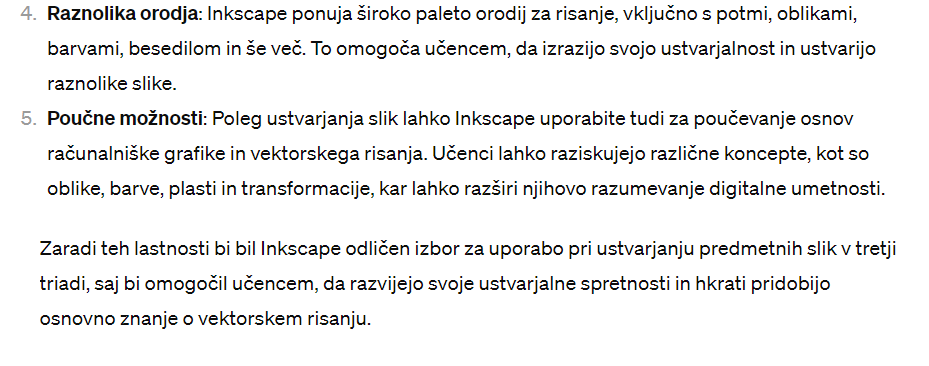 4. Raznolika orodja: Inkscape ponuja široko paleto orodij za risanje, vključno s potmi, oblikami,
barvami, besedilom in še več. To omogoča učencem, da izrazijo svojo ustvarjalnost in ustvarijo
raznolike slike.
5. Poučne možnosti: Poleg ustvarjanja slik lahko Inkscape uporabite tudi za poučevanje osnov
računalniške grafike in vektorskega risanja. Učenci lahko raziskujejo različne koncepte, kot so
oblike, barve, plasti in transformacije, kar lahko razširi njihovo razumevanje digitalne umetnosti.
Zaradi teh lastnosti bi bil Inkscape odličen izbor za uporabo pri ustvarjanju predmetnih slik v tretji
triadi, saj bi omogočil učencem, da razvijejo svoje ustvarjalne spretnosti in hkrati pridobijo
osnovno znanje o vektorskem risanju.